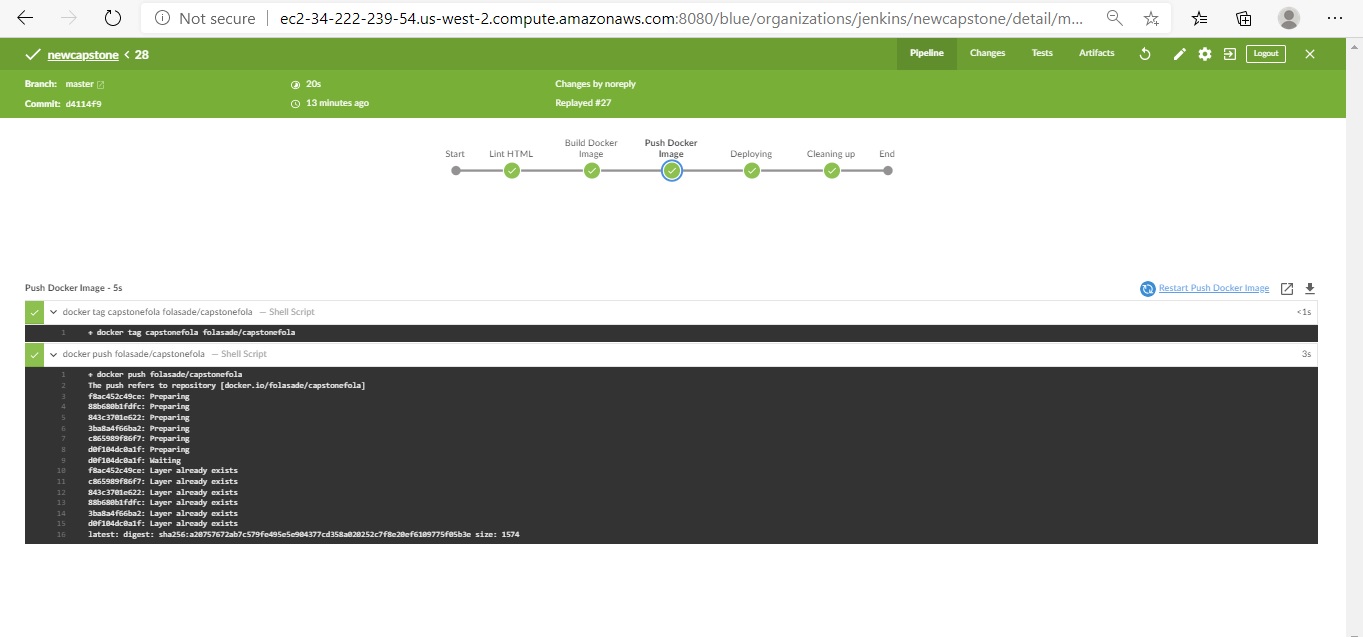 Not secure | ec2-34-222-239-54.us-west-2.compute.amazonaws.com:8080/blue/organizations/jenkins/newcapstone/detail/m...
newcapstone < 28
Pipeline Changes Tests Artifacts Logout
Branch: master 20s Changes by noreply
Commit: d4114f9 13 minutes ago Replayed #27
Build Docker Push Docker
Start Lint HTML Image Image Deploying Cleaning up End
Push Docker Image - 5s Restart Push Docker Image
docker tag capstonefola folasade/capstonefola — Shell Script <1s
1 + docker tag capstonefola folasade/capstonefola
docker push folasade/capstonefola — Shell Script 3s
1 + docker push folasade/capstonefola
2 The push refers to repository [docker.io/folasade/capstonefola]
3 f8ac452c49ce: Preparing
4 88b680b1fdfc: Preparing
5 843c3701e622: Preparing
6 3ba8a4f66ba2: Preparing
7 c865989f86f7: Preparing
8 d0f104dc0a1f: Preparing
9 d0f104dc0a1f: Waiting
10 f8ac452c49ce: Layer already exists
11 c865989f86f7: Layer already exists
12 843c3701e622: Layer already exists
13 88b680b1fdfc: Layer already exists
14 3ba8a4f66ba2: Layer already exists
15 d0f104dc0a1f: Layer already exists
16 latest: digest: sha256:a20757672ab7c579fe495e5e904377cd358a020252c7f8e20ef6109775f05b3e size: 1574